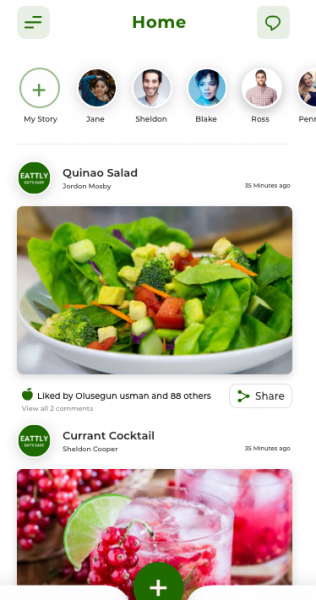 Home
My Story
Jane
Sheldon
Blake
Ross
EATTLY
Quinao Salad
Jordon Mosby
35 Minutes ago
Liked by Olusegun usman and 88 others
Share
View all 2 comments
EATTLY
Currant Cocktail
Sheldon Cooper
35 Minutes ago